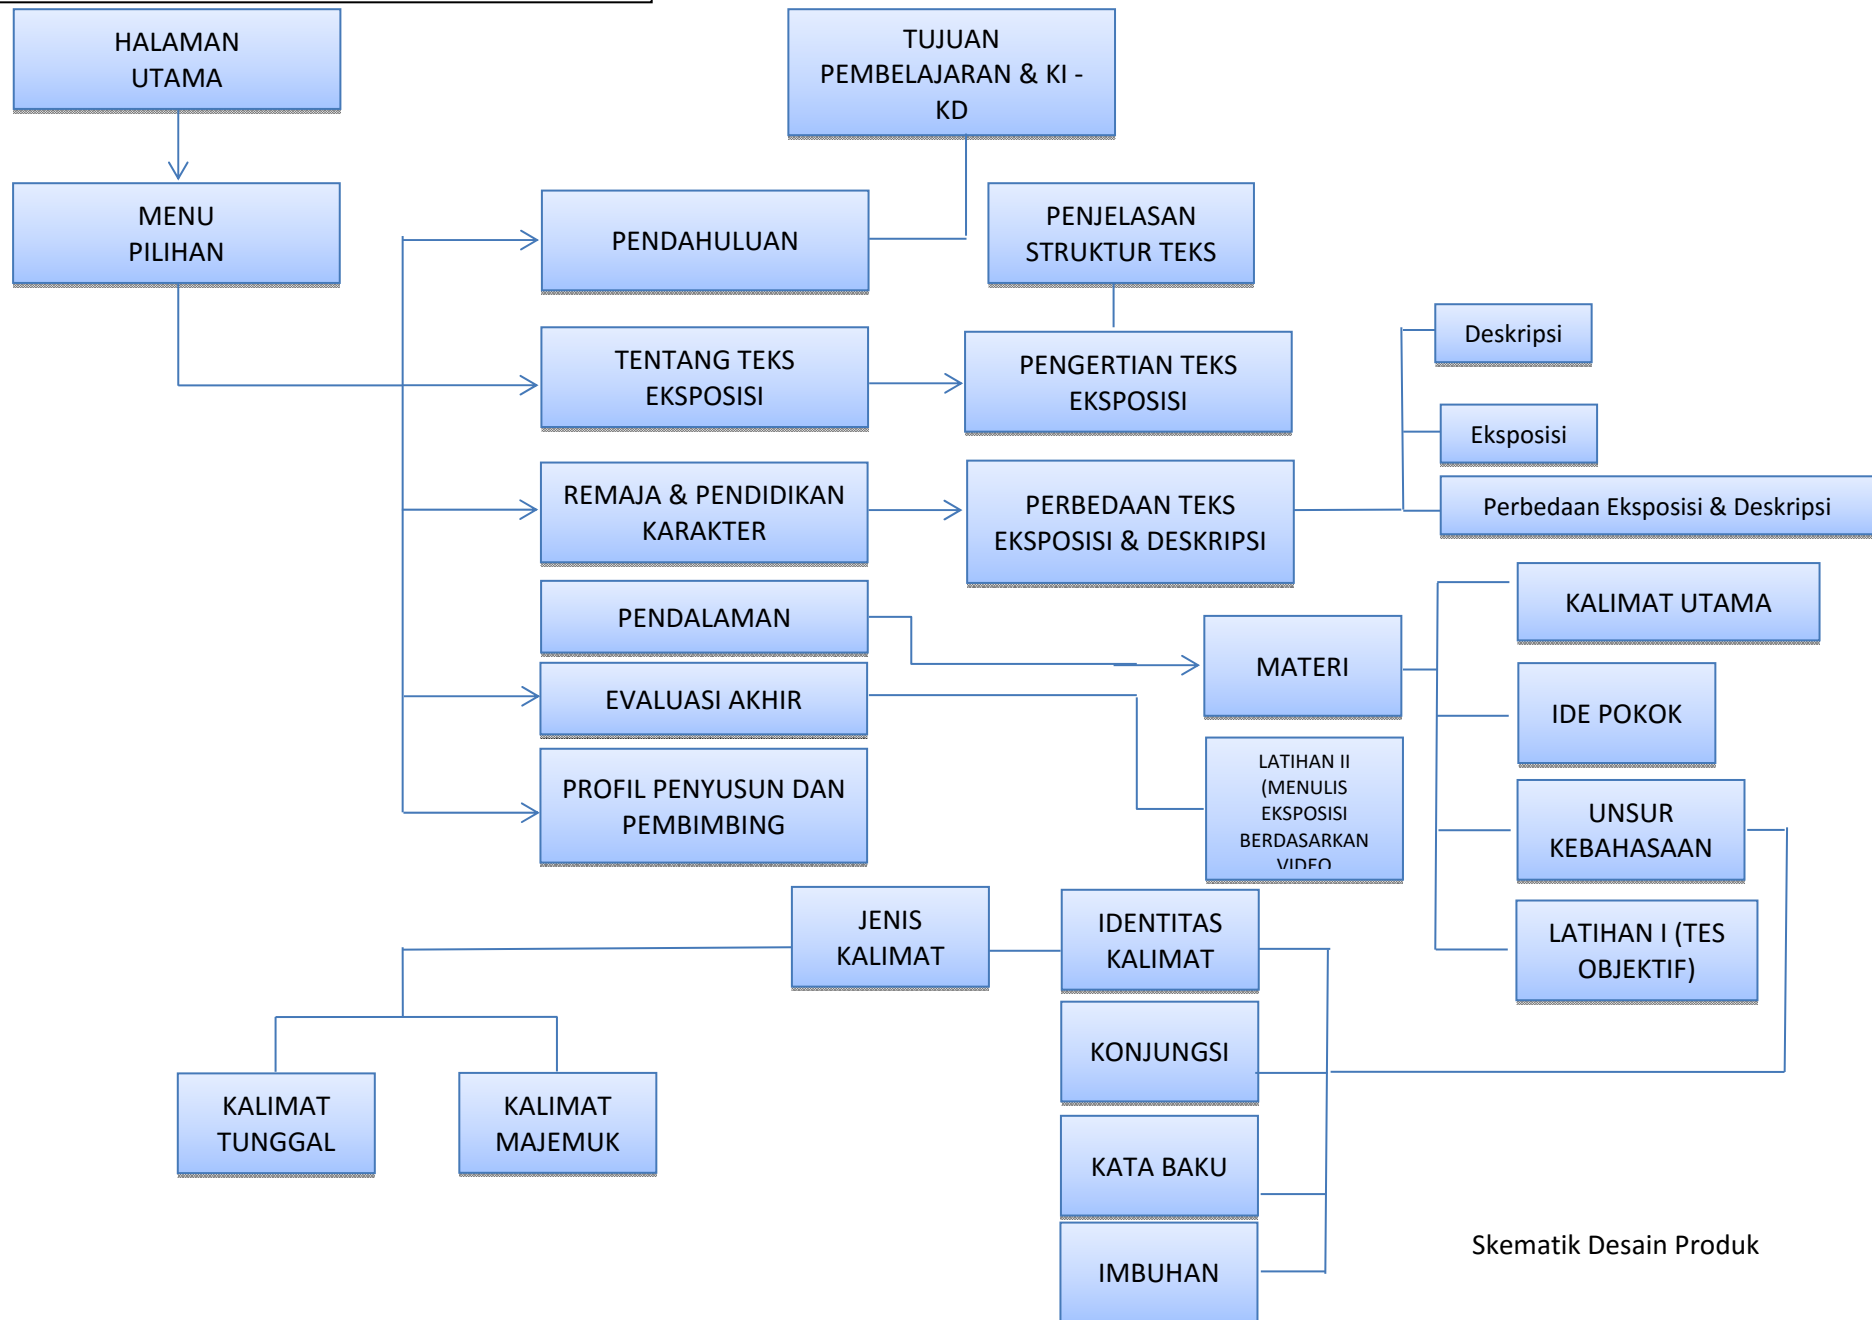 HALAMAN
UTAMA
TUJUAN
PEMBELAJARAN & KI -
KD
MENU
PILIHAN
PENDAHULUAN
PENJELASAN
STRUKTUR TEKS
TENTANG TEKS
EKSPOSISI
PENGERTIAN TEKS
EKSPOSISI
Deskripsi
Eksposisi
REMAJA & PENDIDIKAN
KARAKTER
PERBEDAAN TEKS
EKSPOSISI & DESKRIPSI
Perbedaan Eksposisi & Deskripsi
PENDALAMAN
MATERI
KALIMAT UTAMA
EVALUASI AKHIR
IDE POKOK
PROFIL PENYUSUN DAN
PEMBIMBING
LATIHAN II
(MENULIS
EKSPOSISI
BERDASARKAN
VIDEO
UNSUR
KEBAHASAAN
JENIS
KALIMAT
IDENTITAS
KALIMAT
LATIHAN I (TES
OBJEKTIF)
KONJUNGSI
KALIMAT
TUNGGAL
KALIMAT
MAJEMUK
KATA BAKU
IMBUHAN
Skematik Desain Produk